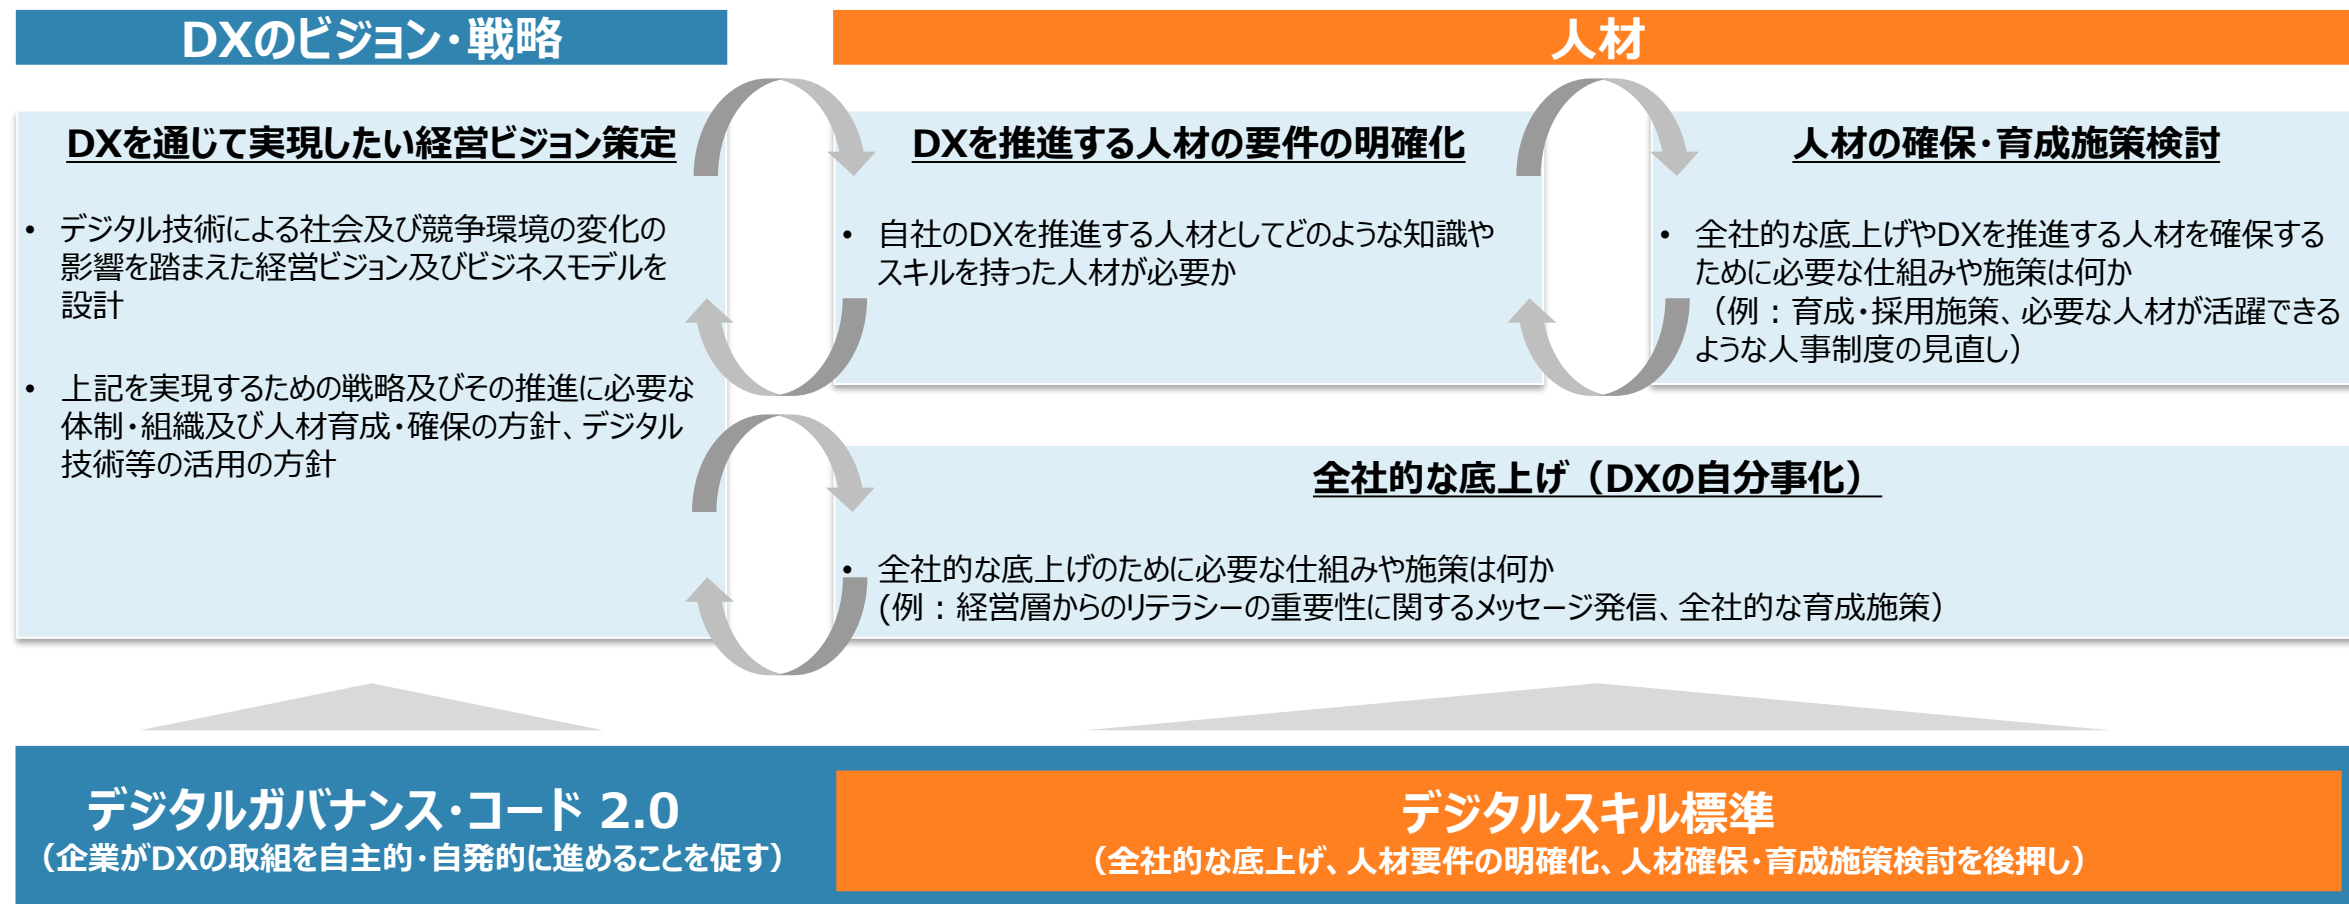 DXのビジョン・戦略
人材
DXを通じて実現したい経営ビジョン策定
• デジタル技術による社会及び競争環境の変化の
影響を踏まえた経営ビジョン及びビジネスモデルを
設計
• 上記を実現するための戦略及びその推進に必要な
体制・組織及び人材育成・確保の方針、デジタル
技術等の活用の方針
DXを推進する人材の要件の明確化
• 自社のDXを推進する人材としてどのような知識や
スキルを持った人材が必要か
人材の確保・育成施策検討
• 全社的な底上げやDXを推進する人材を確保する
ために必要な仕組みや施策は何か
（例：育成・採用施策、必要な人材が活躍できる
ような人事制度の見直し）
全社的な底上げ（DXの自分事化）
• 全社的な底上げのために必要な仕組みや施策は何か
(例：経営層からのリテラシーの重要性に関するメッセージ発信、全社的な育成施策）
デジタルガバナンス・コード 2.0
（企業がDXの取組を自主的・自発的に進めることを促す）
デジタルスキル標準
（全社的な底上げ、人材要件の明確化、人材確保・育成施策検討を後押し）